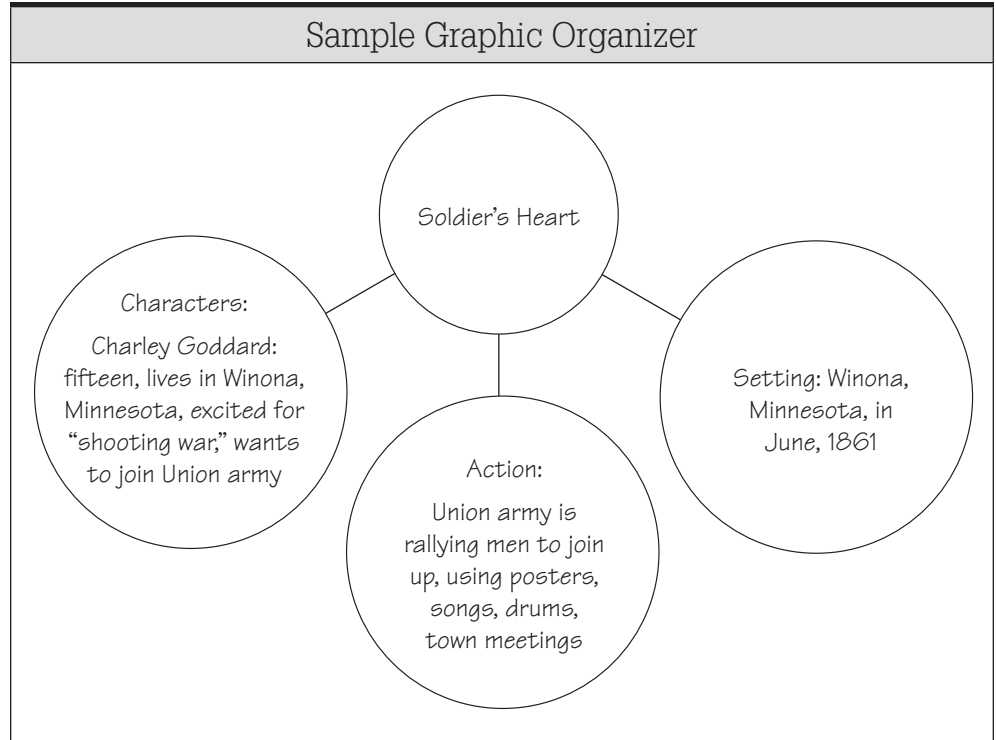 Sample Graphic Organizer
Soldier’s Heart
Characters:
Charley Goddard:
fifteen, lives in Winona,
Minnesota, excited for
“shooting war,” wants
to join Union army
Action:
Union army is
rallying men to join
up, using posters,
songs, drums,
town meetings
Setting: Winona,
Minnesota, in
June, 1861